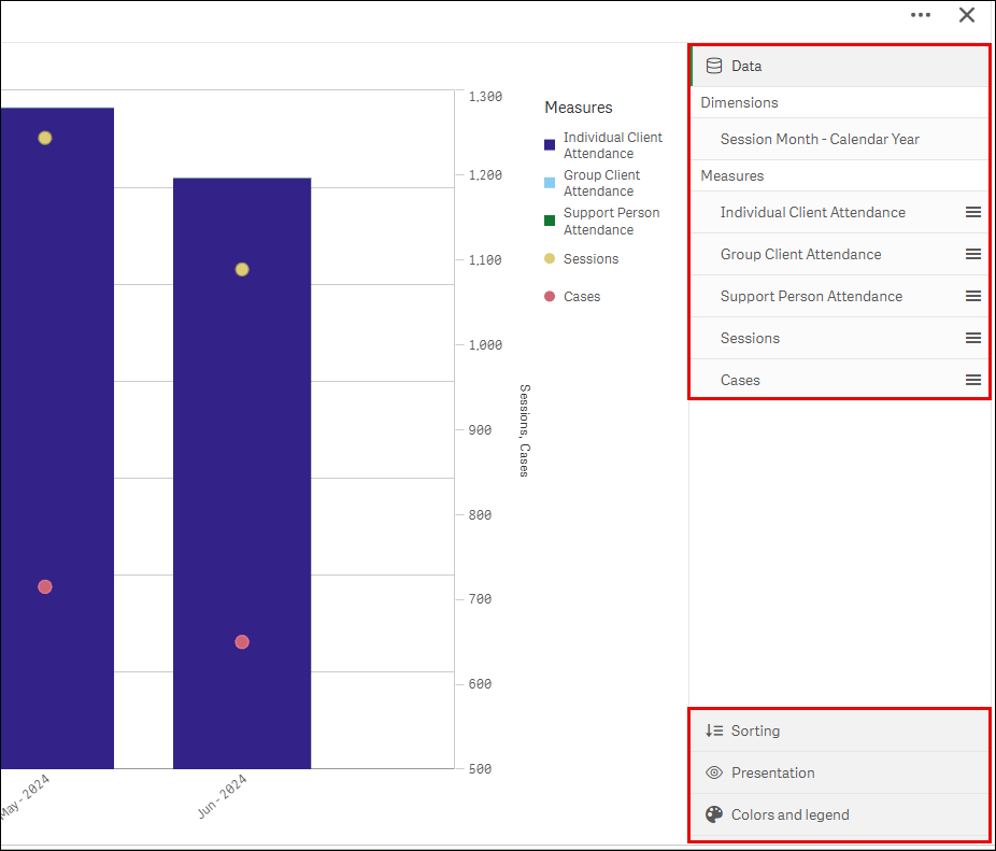 1,300
1,200
1,100
1,000
900
800
700
600
500
Sessions, Cases
May-2024
Jun-2024
Measures
Individual Client
Attendance
Group Client
Attendance
Support Person
Attendance
Sessions
Cases
Data
Dimensions
Session Month - Calendar Year
Measures
Individual Client Attendance
Group Client Attendance
Support Person Attendance
Sessions
Cases
Sorting
Presentation
Colors and legend